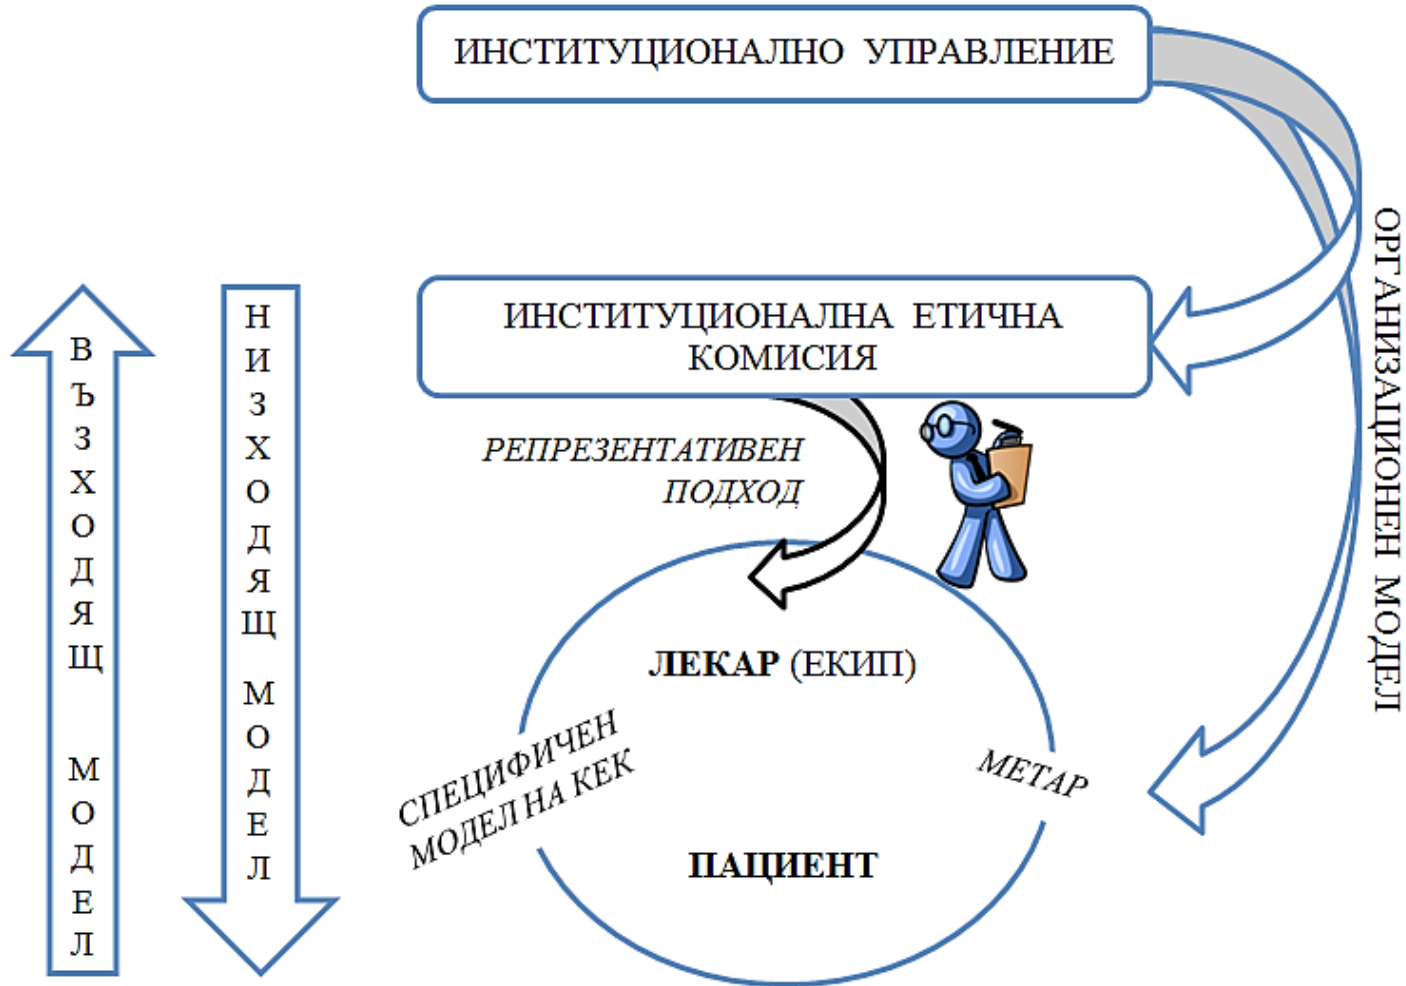 ИНСТИТУЦИОНАЛНО УПРАВЛЕНИЕ
ИНСТИТУЦИОНАЛНА ЕТИЧНА
КОМИСИЯ
РЕПРЕЗЕНТАТИВЕН
ПОДХОД
ЛЕКАР (ЕКИП)
СПЕЦИФИЧЕН
МОДЕЛ НА КЕК
МЕТАР
ПАЦИЕНТ
ВЪЗХОДЯЩ МОДЕЛ
НИЗХОДЯЩ МОДЕЛ
ОРГАНИЗАЦИОНЕН МОДЕЛ